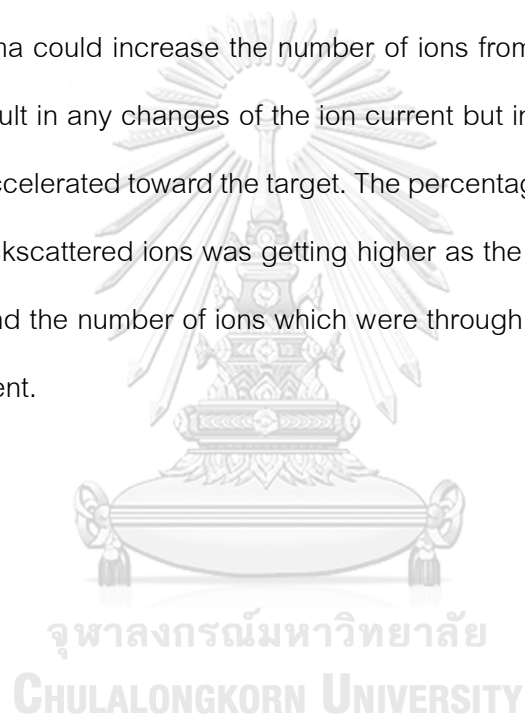 ma could increase the number of ions from
ult in any changes of the ion current but in
ccelerated toward the target. The percentag
ckscattered ions was getting higher as the
nd the number of ions which were through
ent.
จุฬาลงกรณ์มหาวิทยาลัย
CHULALONGKORN UNIVERSITY